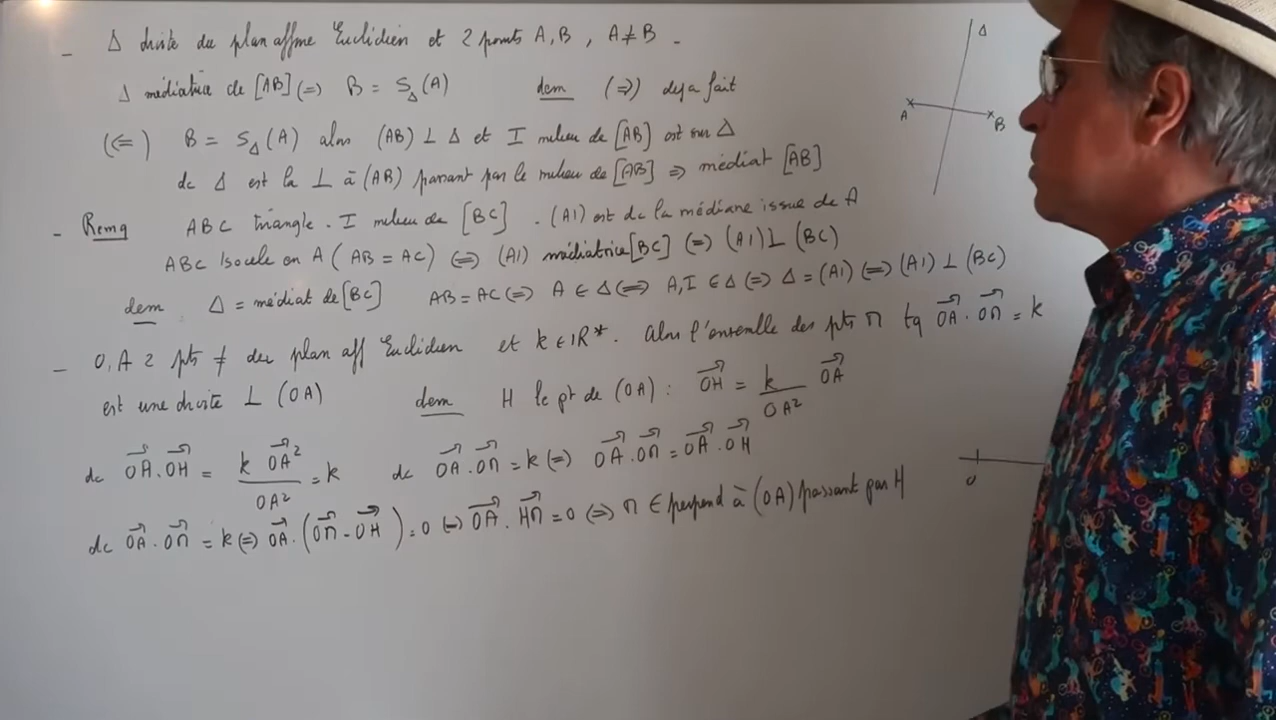 - Δ droite du plan affine Euclidien et 2 points A, B , A ≠ B .
Δ médiatrice de [AB] (=) B = S_Δ(A) dem (⇒) deja fait
(⇐) B = S_Δ(A) alors (AB) ⊥ Δ et I milieu de [AB] est sur Δ
dc Δ est la ⊥ à (AB) passant par le milieu de [AB] ⇒ médiat [AB]
- Remq ABC triangle . I milieu de [BC] . (AI) est dc la médiane issue de A
ABC Isocele en A ( AB = AC ) ⇔ (AI) médiatrice [BC] (=) (AI) ⊥ (BC)
dem Δ = médiat de [BC] AB = AC (=) A ∈ Δ ⇔ A, I ∈ Δ (=) Δ = (AI) ⇔ (AI) ⊥ (BC)
- O, A 2 pts ≠ du plan aff Euclidien et k ∈ IR* . Alors l'ensemble des pts M tq OA⃗ . OM⃗ = k
est une droite ⊥ (OA) dem H le pt de (OA) : OH⃗ = k/OA² OA⃗
dc OA⃗ . OH⃗ = k OA⃗²/OA² = k dc OA⃗ . OM⃗ = k (=) OA⃗ . OM⃗ = OA⃗ . OH⃗
dc OA⃗ . OM⃗ = k (=) OA⃗ . (OM⃗ - OH⃗) = 0 (=) OA⃗ . HM⃗ = 0 (=) M ∈ perpend à (OA) passant par H
Δ
A
B
O